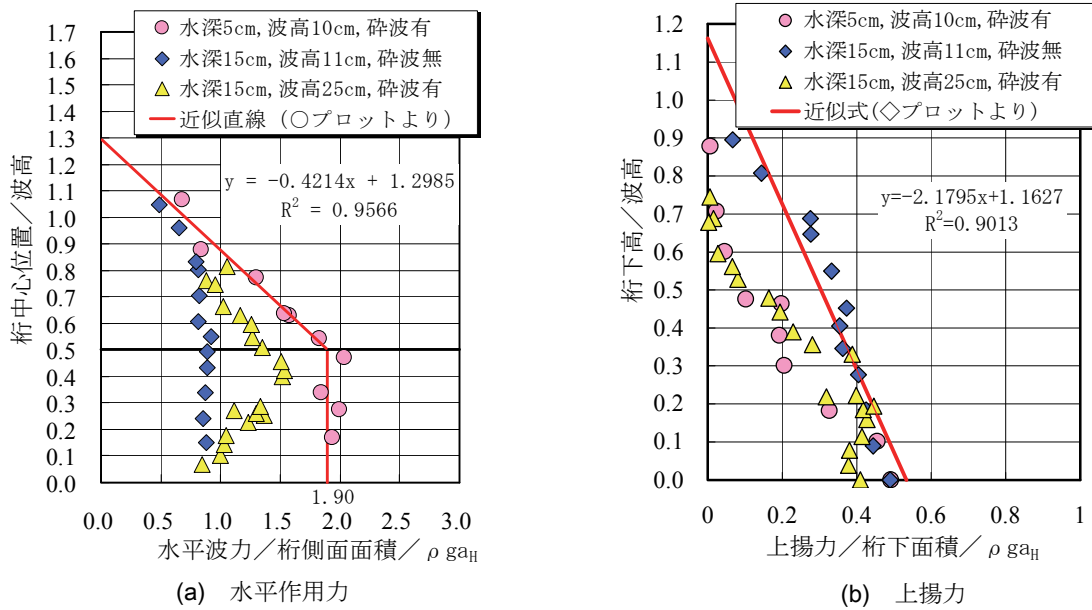 水深5cm, 波高10cm, 砕波有
水深15cm, 波高11cm, 砕波無
水深15cm, 波高25cm, 砕波有
近似直線 (○プロットより)
1.7
1.6
1.5
1.4
1.3
1.2
1.1
1.0
0.9
0.8
0.7
0.6
0.5
0.4
0.3
0.2
0.1
0.0
桁中心位置/波高
y = -0.4214x + 1.2985
R² = 0.9566
1.90
0.0 0.5 1.0 1.5 2.0 2.5 3.0
水平波力/桁側面面積/ρgaH
(a) 水平作用力
水深5cm, 波高10cm, 砕波有
水深15cm, 波高11cm, 砕波無
水深15cm, 波高25cm, 砕波有
近似式(◇プロットより)
1.2
1.1
1.0
0.9
0.8
0.7
0.6
0.5
0.4
0.3
0.2
0.1
0.0
桁下高/波高
y=-2.1795x+1.1627
R²=0.9013
0 0.2 0.4 0.6 0.8 1
上揚力/桁下面積/ρgaH
(b) 上揚力